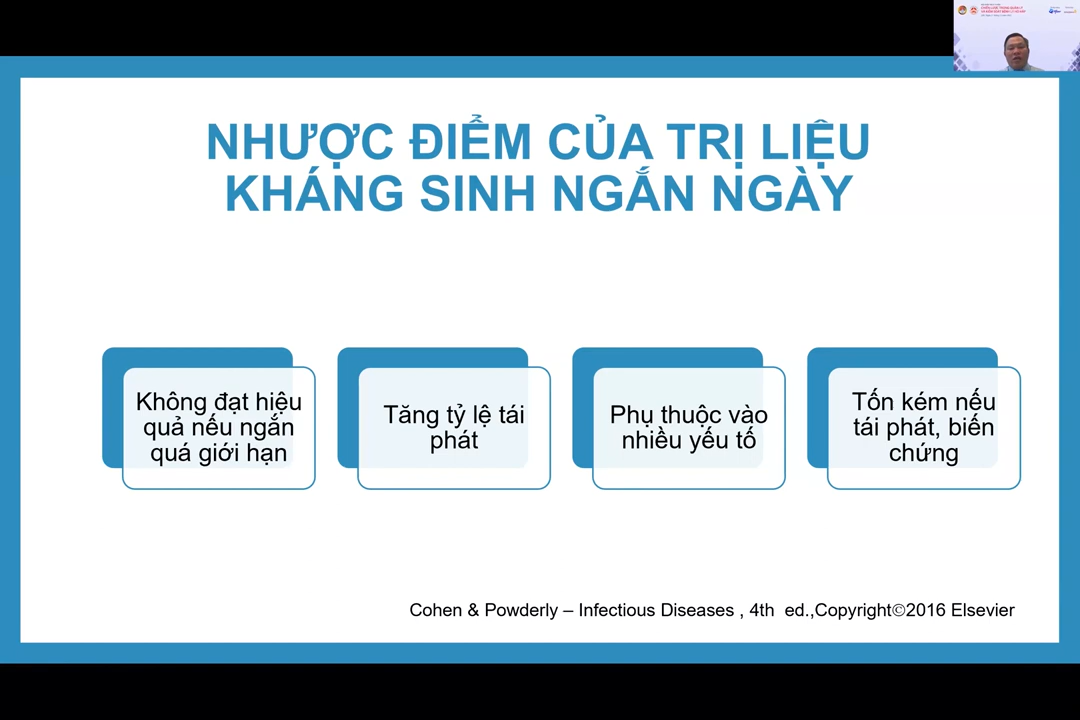 NHƯỢC ĐIỂM CỦA TRỊ LIỆU
KHÁNG SINH NGẮN NGÀY
Không đạt hiệu
quả nếu ngắn
quá giới hạn
Tăng tỷ lệ tái
phát
Phụ thuộc vào
nhiều yếu tố
Tốn kém nếu
tái phát, biến
chứng
Cohen & Powderly – Infectious Diseases , 4th ed.,Copyright©2016 Elsevier